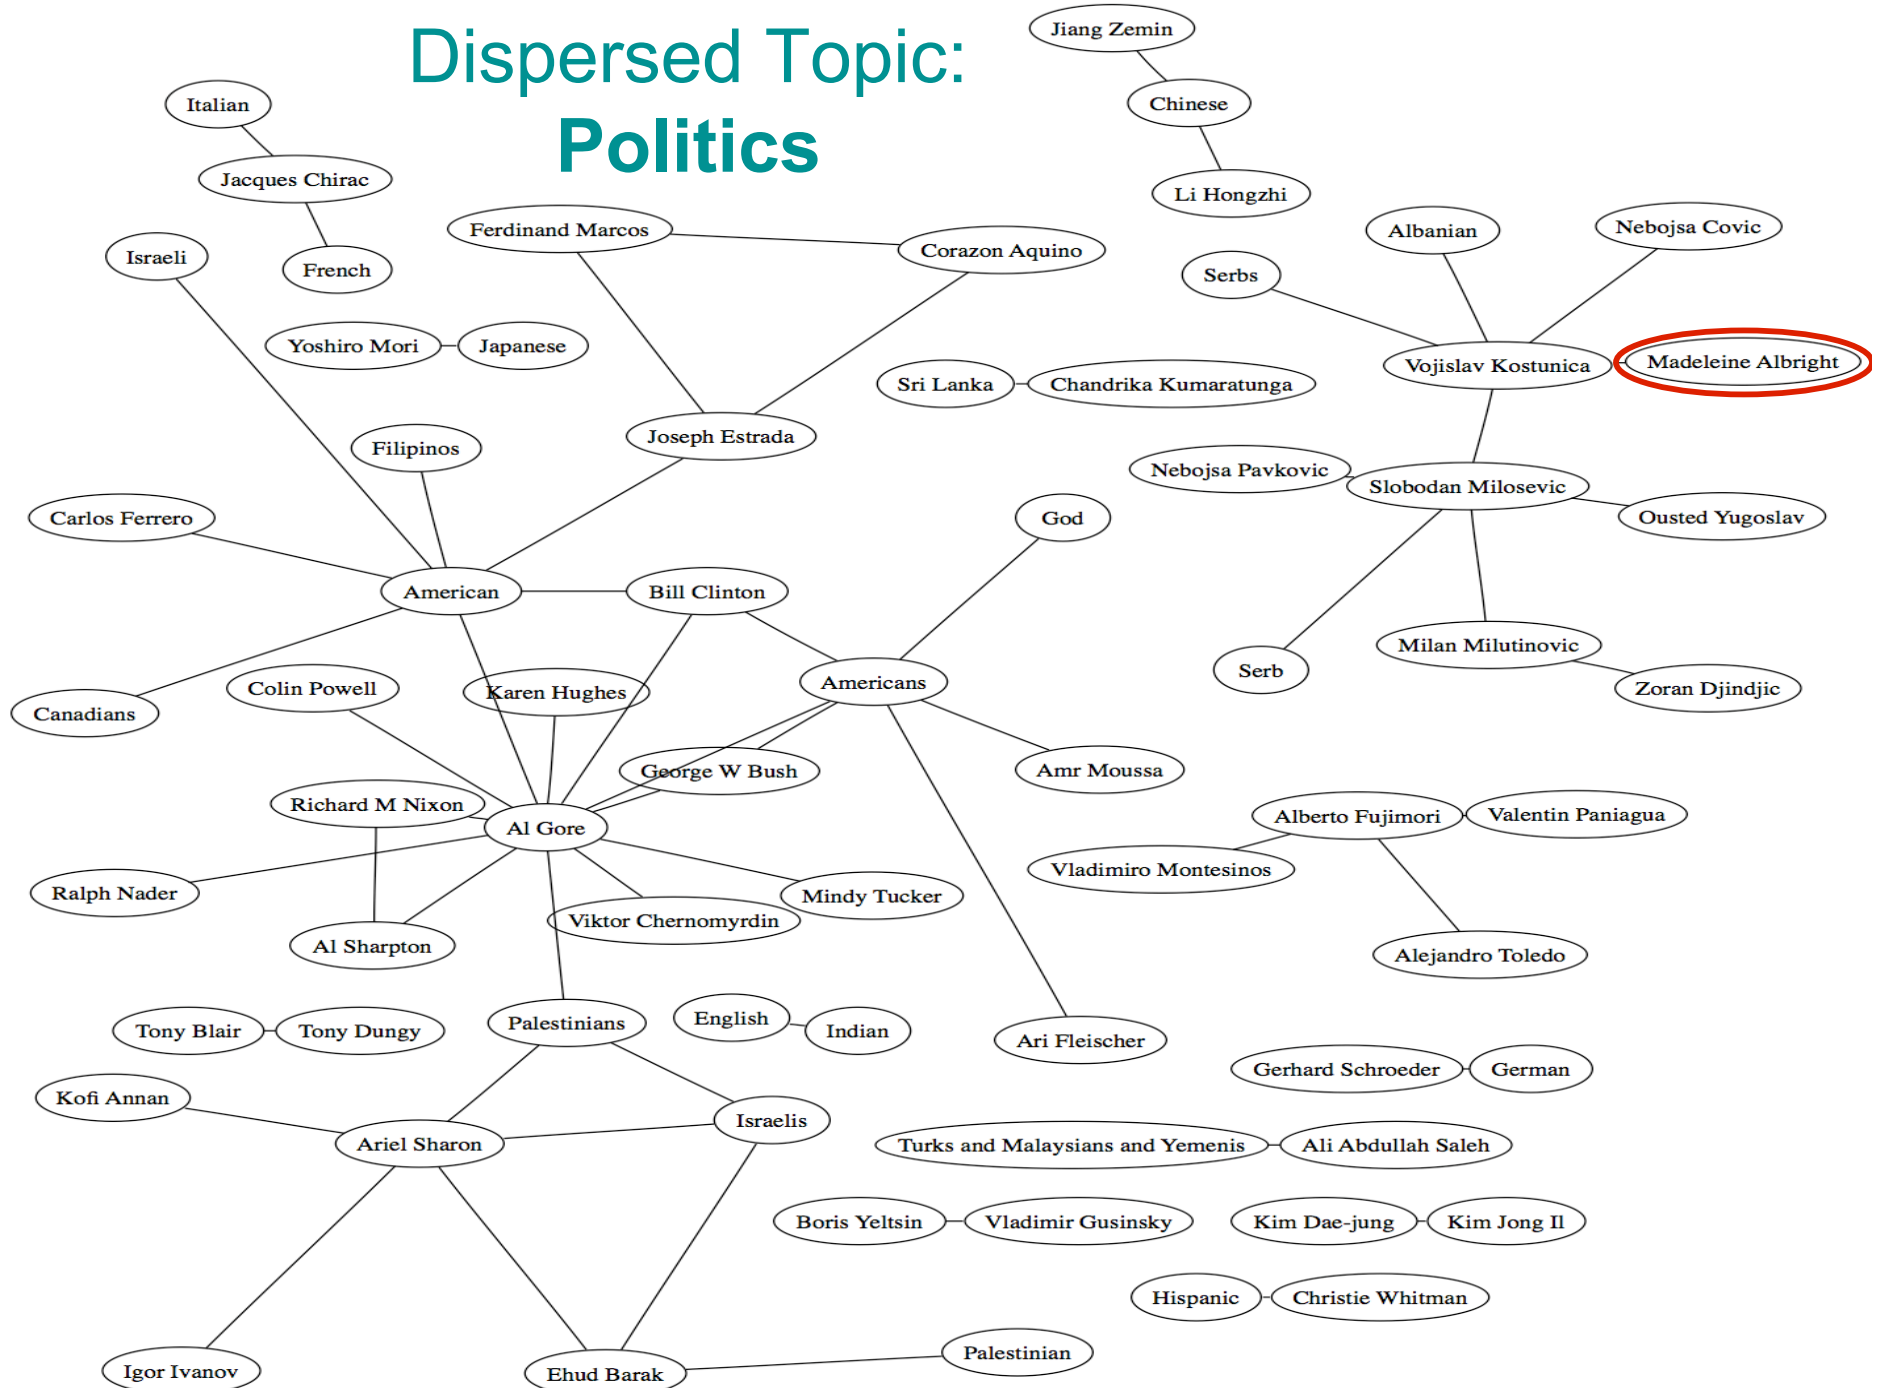 Dispersed Topic:
Politics
Jiang Zemin
Italian
Chinese
Jacques Chirac
Li Hongzhi
Ferdinand Marcos
Albanian
Nebojsa Covic
Israeli
French
Corazon Aquino
Serbs
Yoshiro Mori
Japanese
Vojislav Kostunica
Madeleine Albright
Sri Lanka
Chandrika Kumaratunga
Filipinos
Joseph Estrada
Nebojsa Pavkovic
Slobodan Milosevic
Carlos Ferrero
God
Ousted Yugoslav
American
Bill Clinton
Milan Milutinovic
Colin Powell
Karen Hughes
Americans
Serb
Zoran Djindjic
Canadians
George W Bush
Amr Moussa
Richard M Nixon
Al Gore
Alberto Fujimori
Valentin Paniagua
Vladimiro Montesinos
Ralph Nader
Mindy Tucker
Viktor Chernomyrdin
Al Sharpton
Alejandro Toledo
Tony Blair
Tony Dungy
Palestinians
English
Indian
Ari Fleischer
Gerhard Schroeder
German
Kofi Annan
Ariel Sharon
Israelis
Turks and Malaysians and Yemenis
Ali Abdullah Saleh
Boris Yeltsin
Vladimir Gusinsky
Kim Dae-jung
Kim Jong Il
Hispanic
Christie Whitman
Igor Ivanov
Ehud Barak
Palestinian